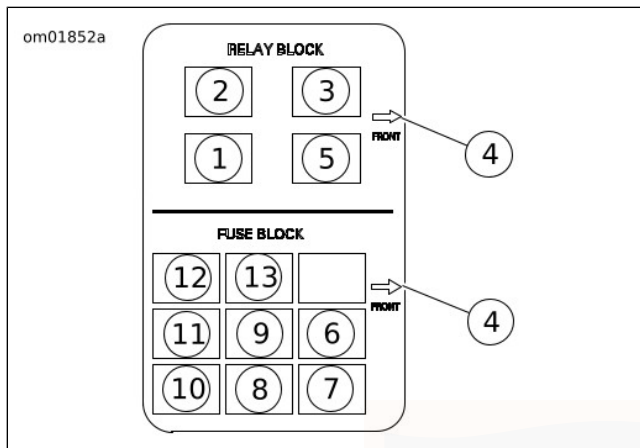 om01852a
RELAY BLOCK
2 3
FRONT
4
1 5
FUSE BLOCK
12 13
FRONT
4
11 9 6
10 8 7